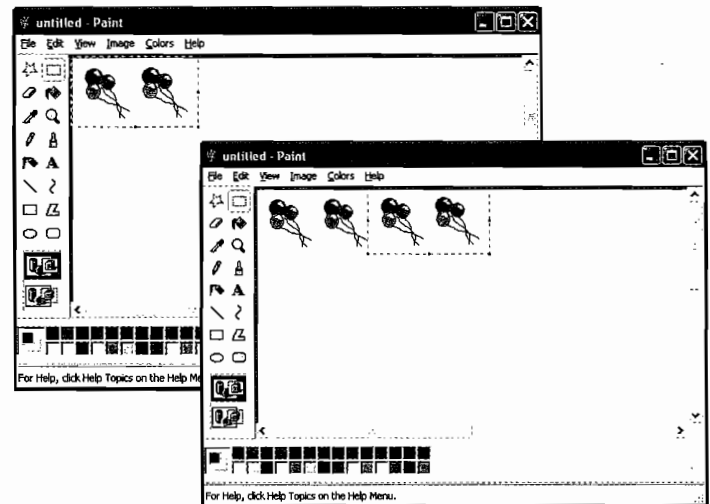 untitled - Paint
File Edit View Image Colors Help
A
For Help, click Help Topics on the Help Me
untitled - Paint
File Edit View Image Colors Help
A
For Help, click Help Topics on the Help Menu.